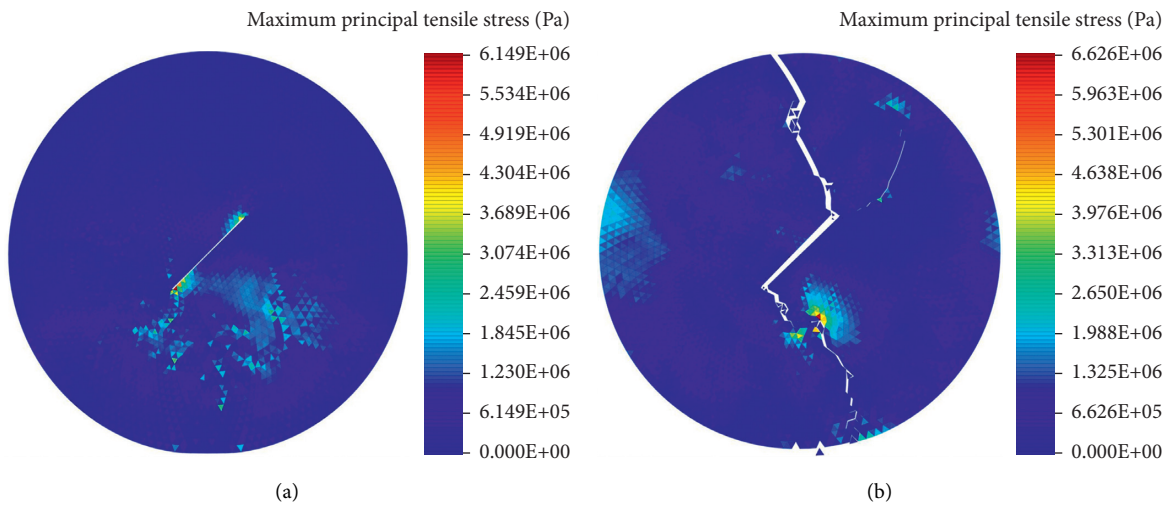 Maximum principal tensile stress (Pa)
6.149E+06
5.534E+06
4.919E+06
4.304E+06
3.689E+06
3.074E+06
2.459E+06
1.845E+06
1.230E+06
6.149E+05
0.000E+00
(a)
Maximum principal tensile stress (Pa)
6.626E+06
5.963E+06
5.301E+06
4.638E+06
3.976E+06
3.313E+06
2.650E+06
1.988E+06
1.325E+06
6.626E+05
0.000E+00
(b)